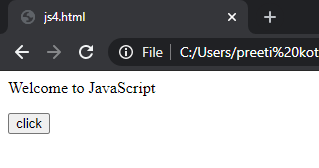 js4.html
File
C:/Users/preeti%20kot
Welcome to JavaScript
click